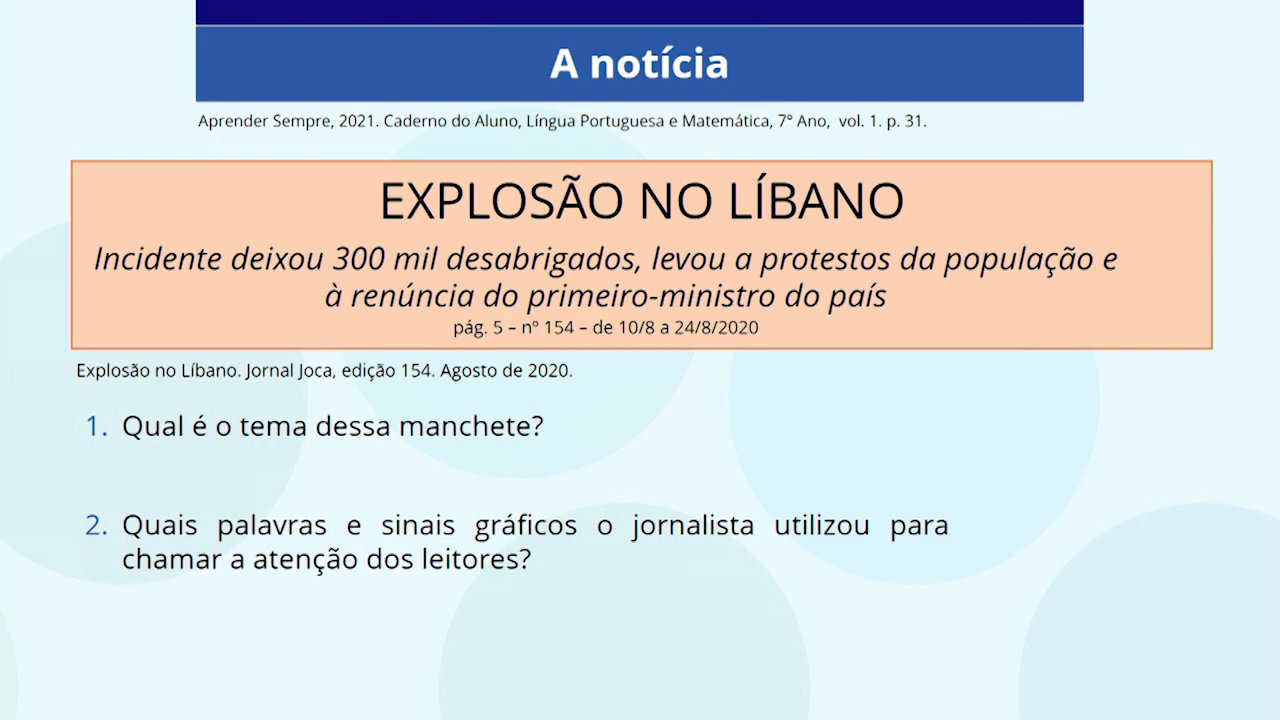 A notícia
Aprender Sempre, 2021. Caderno do Aluno, Língua Portuguesa e Matemática, 7º Ano, vol. 1. p. 31.
EXPLOSÃO NO LÍBANO
Incidente deixou 300 mil desabrigados, levou a protestos da população e
à renúncia do primeiro-ministro do país
pág. 5 – nº 154 – de 10/8 a 24/8/2020
Explosão no Líbano. Jornal Joca, edição 154. Agosto de 2020.
1. Qual é o tema dessa manchete?
2. Quais palavras e sinais gráficos o jornalista utilizou para
chamar a atenção dos leitores?